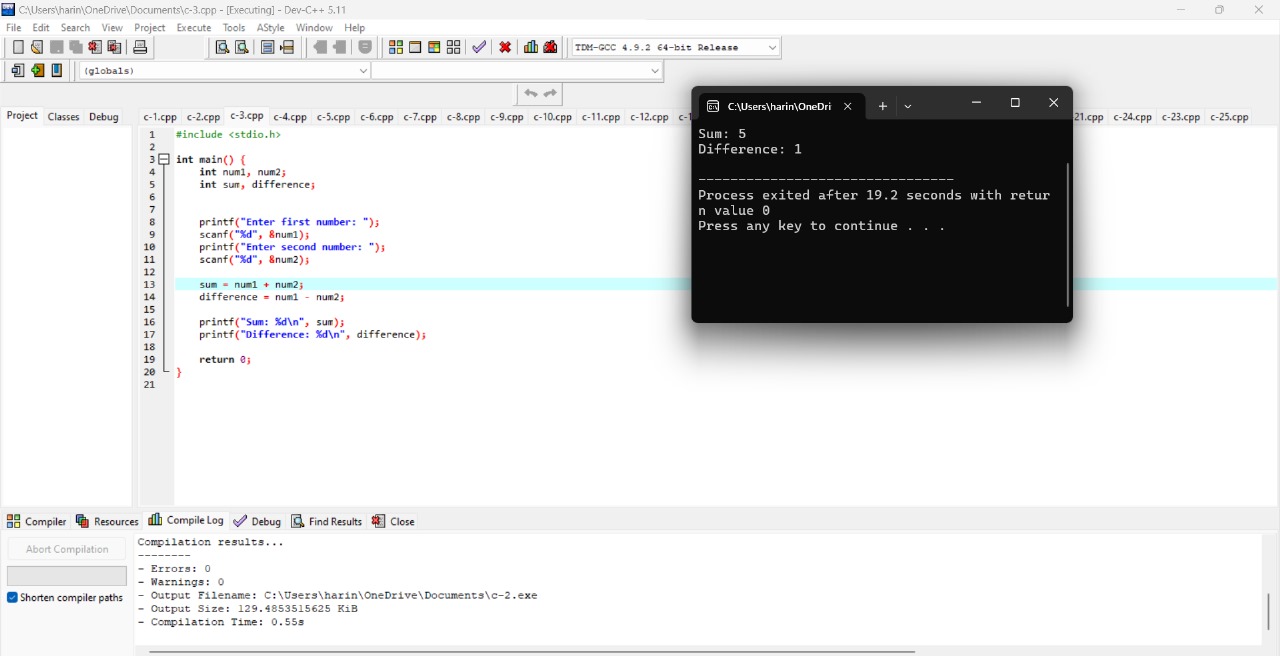 C:\Users\harin\OneDrive\Documents\c-3.cpp - [Executing] - Dev-C++ 5.11
File Edit Search View Project Execute Tools AStyle Window Help
TDM-GCC 4.9.2 64-bit Release
(globals)
Project Classes Debug
c-1.cpp c-2.cpp c-3.cpp c-4.cpp c-5.cpp c-6.cpp c-7.cpp c-8.cpp c-9.cpp c-10.cpp c-11.cpp c-12.cpp c-1 21.cpp c-24.cpp c-23.cpp c-25.cpp
1 #include <stdio.h>
2
3 int main() {
4 int num1, num2;
5 int sum, difference;
6
7
8 printf("Enter first number: ");
9 scanf("%d", &num1);
10 printf("Enter second number: ");
11 scanf("%d", &num2);
12
13 sum = num1 + num2;
14 difference = num1 - num2;
15
16 printf("Sum: %d\n", sum);
17 printf("Difference: %d\n", difference);
18
19 return 0;
20 }
21
C:\Users\harin\OneDri
Sum: 5
Difference: 1
--------------------------------
Process exited after 19.2 seconds with retur
n value 0
Press any key to continue . . .
Compiler Resources Compile Log Debug Find Results Close
Abort Compilation
Shorten compiler paths
Compilation results...
--------
- Errors: 0
- Warnings: 0
- Output Filename: C:\Users\harin\OneDrive\Documents\c-2.exe
- Output Size: 129.4853515625 KiB
- Compilation Time: 0.55s